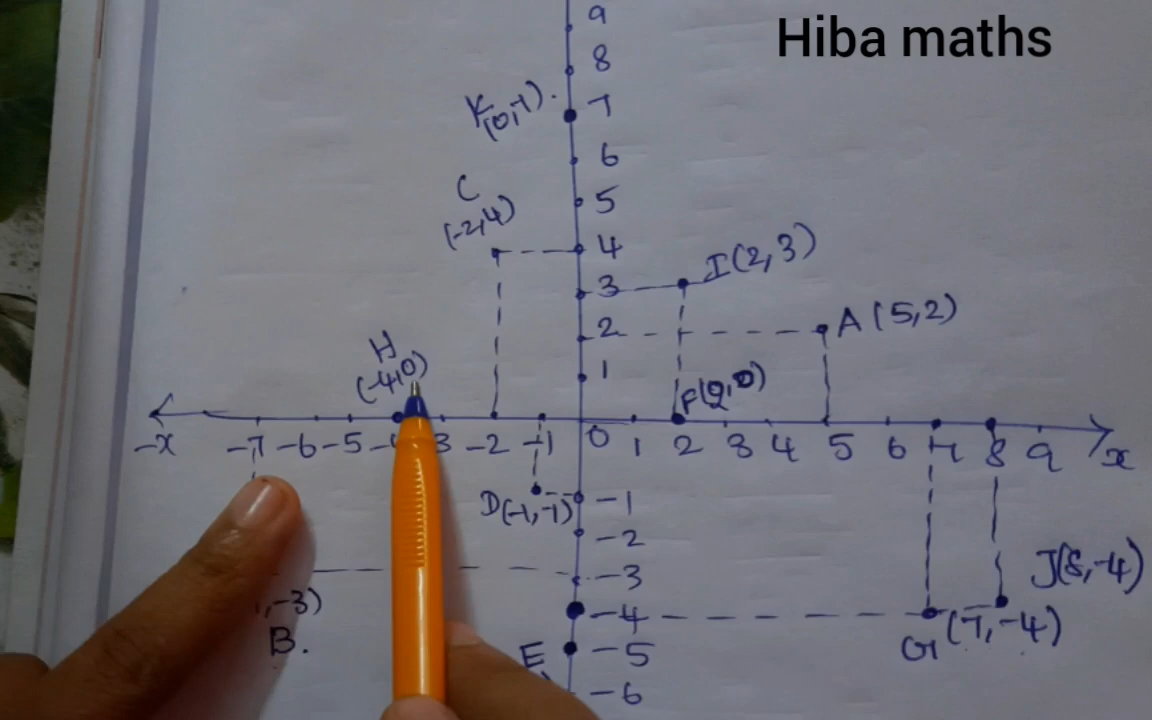 Hiba maths
9
8
K
(0,7)
7
6
C
(-2,4)
5
4
I(2,3)
3
2
A(5,2)
H
(-4,0)
1
F(2,0)
-x -7 -6 -5 3 -2 -1 0 1 2 3 4 5 6 7 8 9 x
D(-1,-1)
-1
-2
-3
J(8,-4)
,-3)
B.
-4
G(7,-4)
E
-5
-6